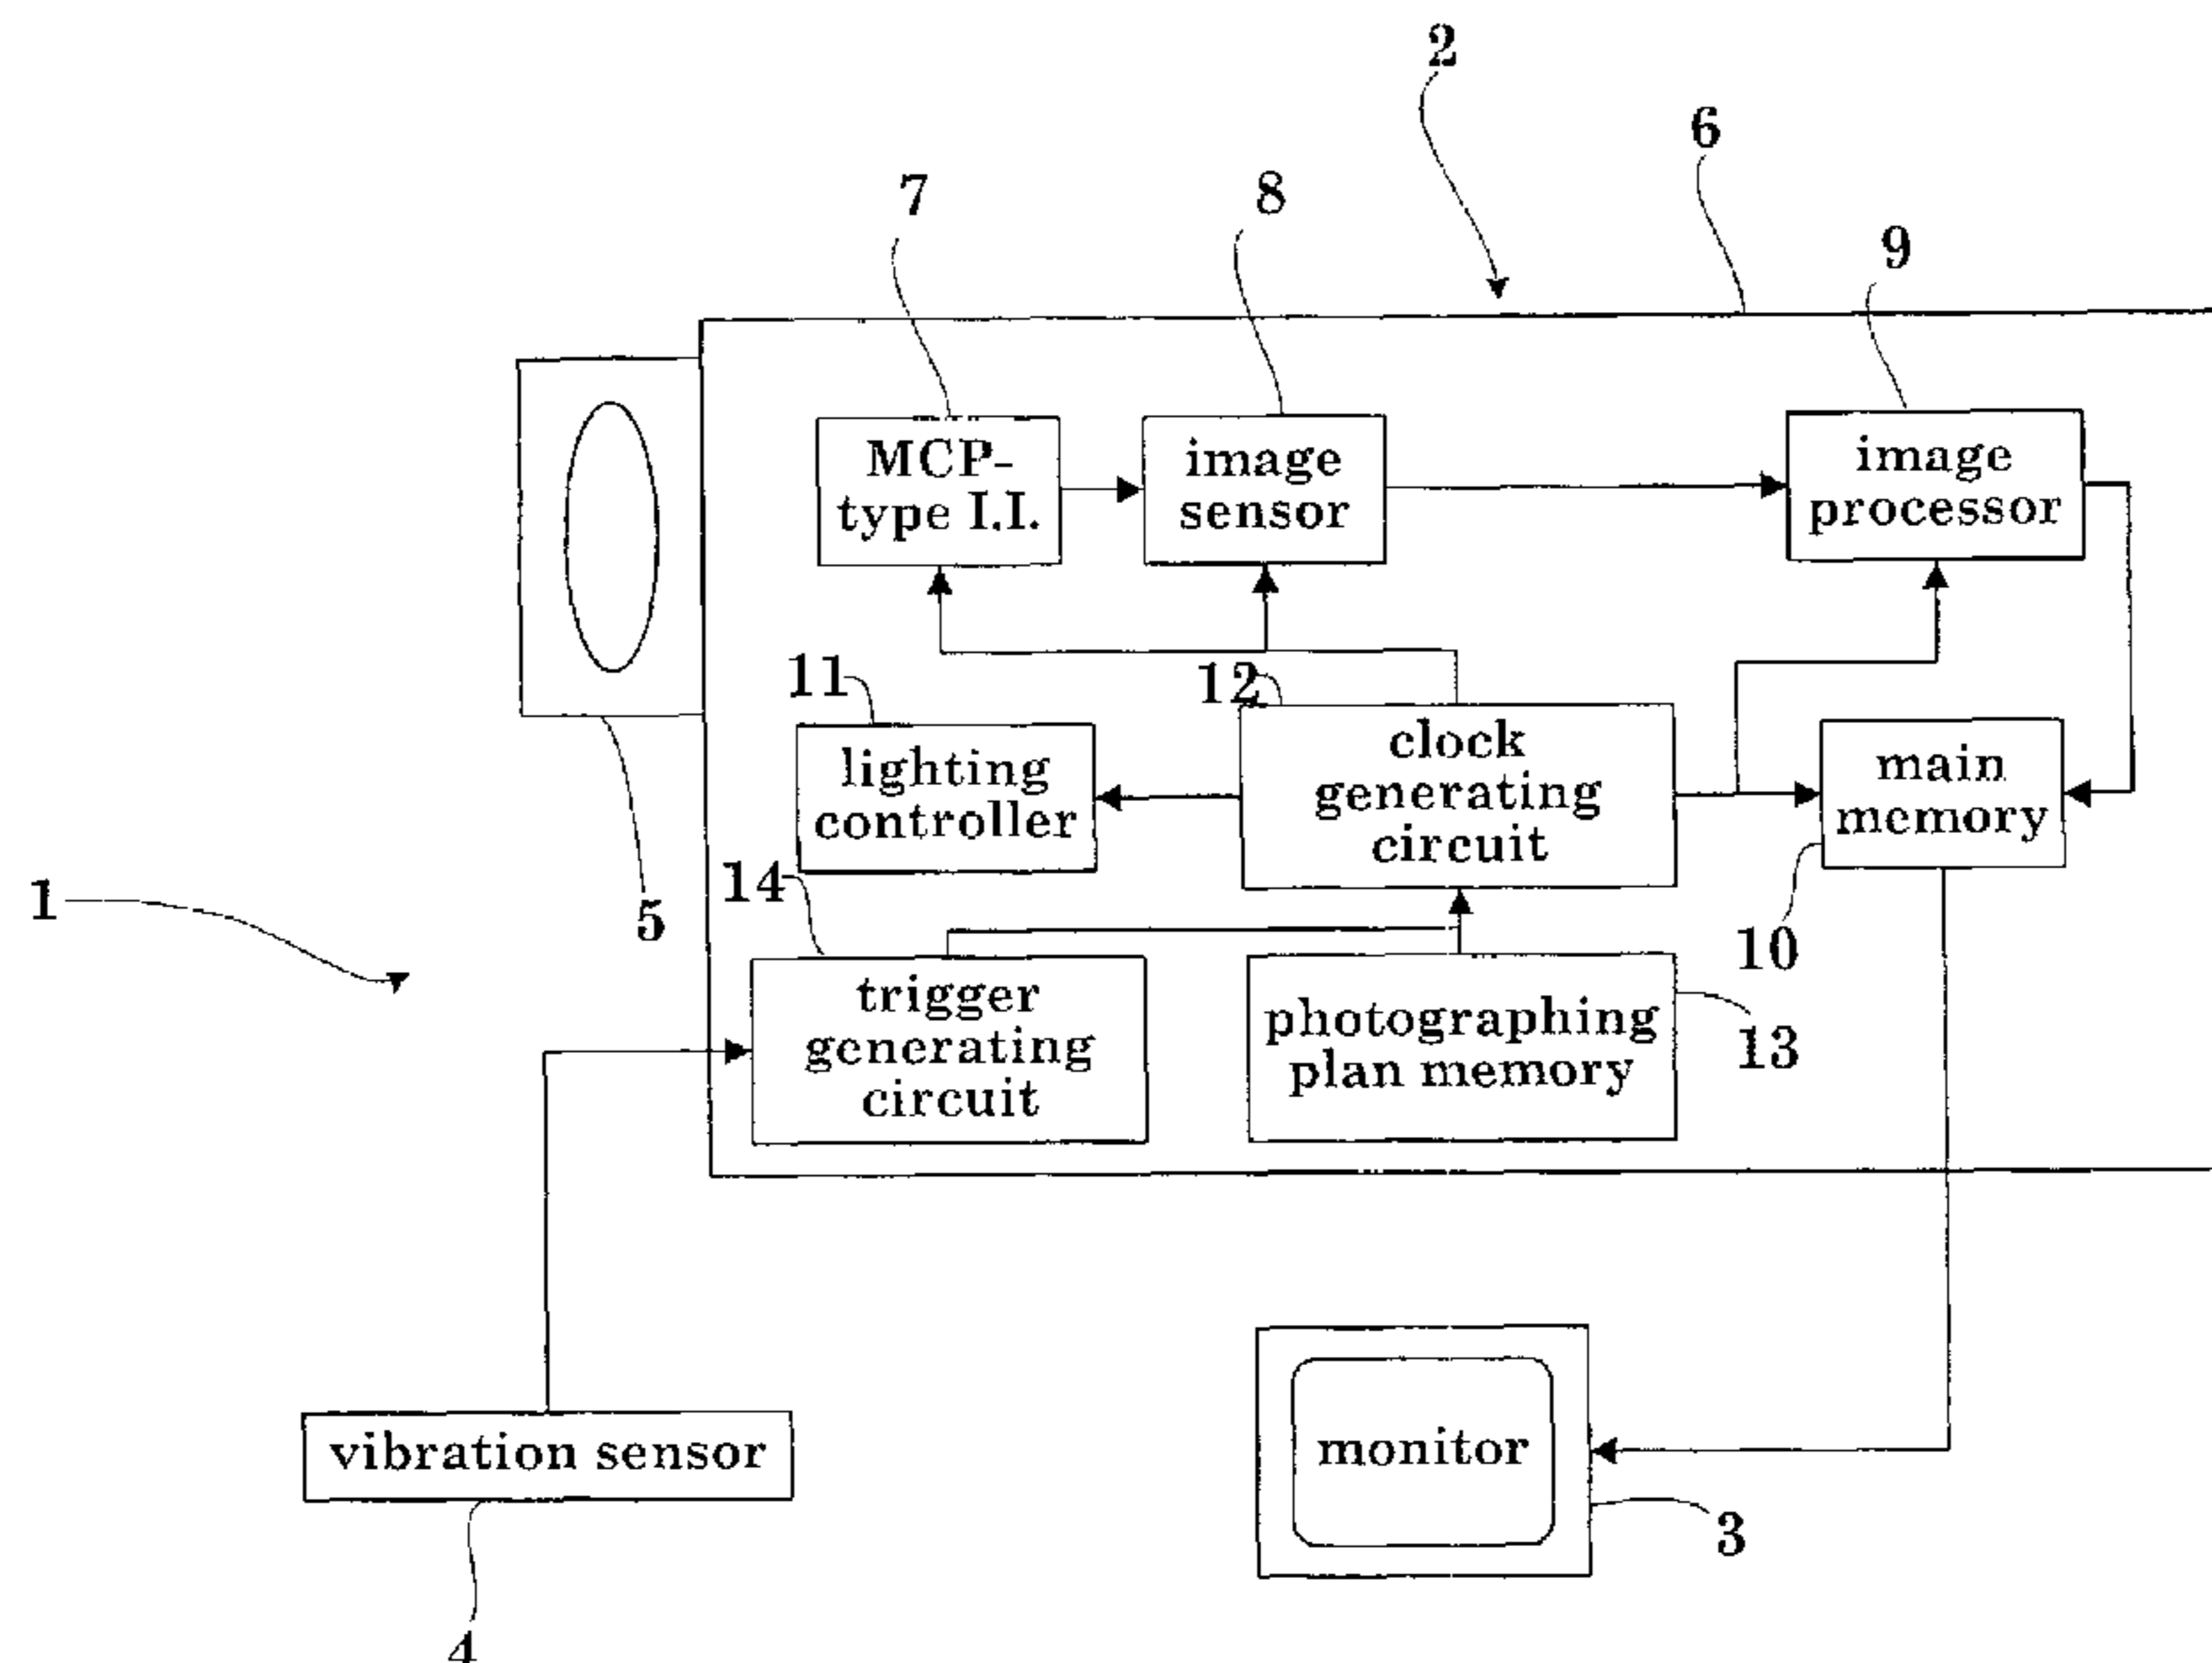 2
6
7
8
9
MCP-
type I.I.
image
sensor
image
processor
11
12
lighting
controller
clock
generating
circuit
main
memory
1
5
14
10
trigger
generating
circuit
photographing
plan memory
13
vibration sensor
monitor
3
4